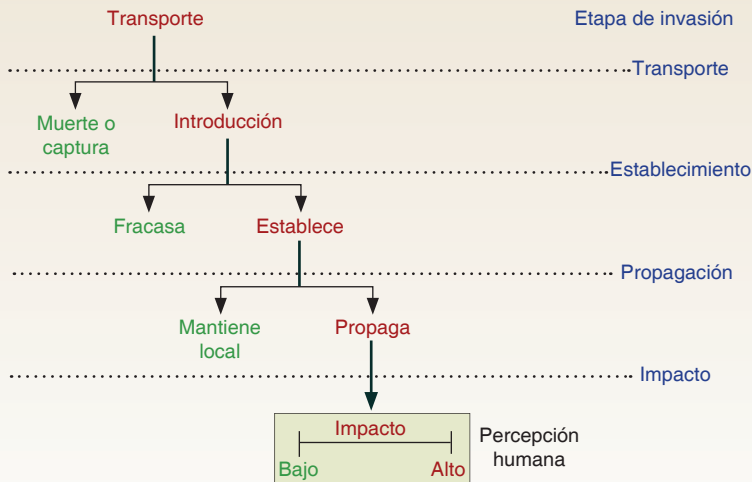 Transporte
Etapa de invasión
Transporte
Muerte o
captura
Introducción
Establecimiento
Fracasa
Establece
Propagación
Mantiene
local
Propaga
Impacto
Impacto
Bajo
Alto
Percepción
humana